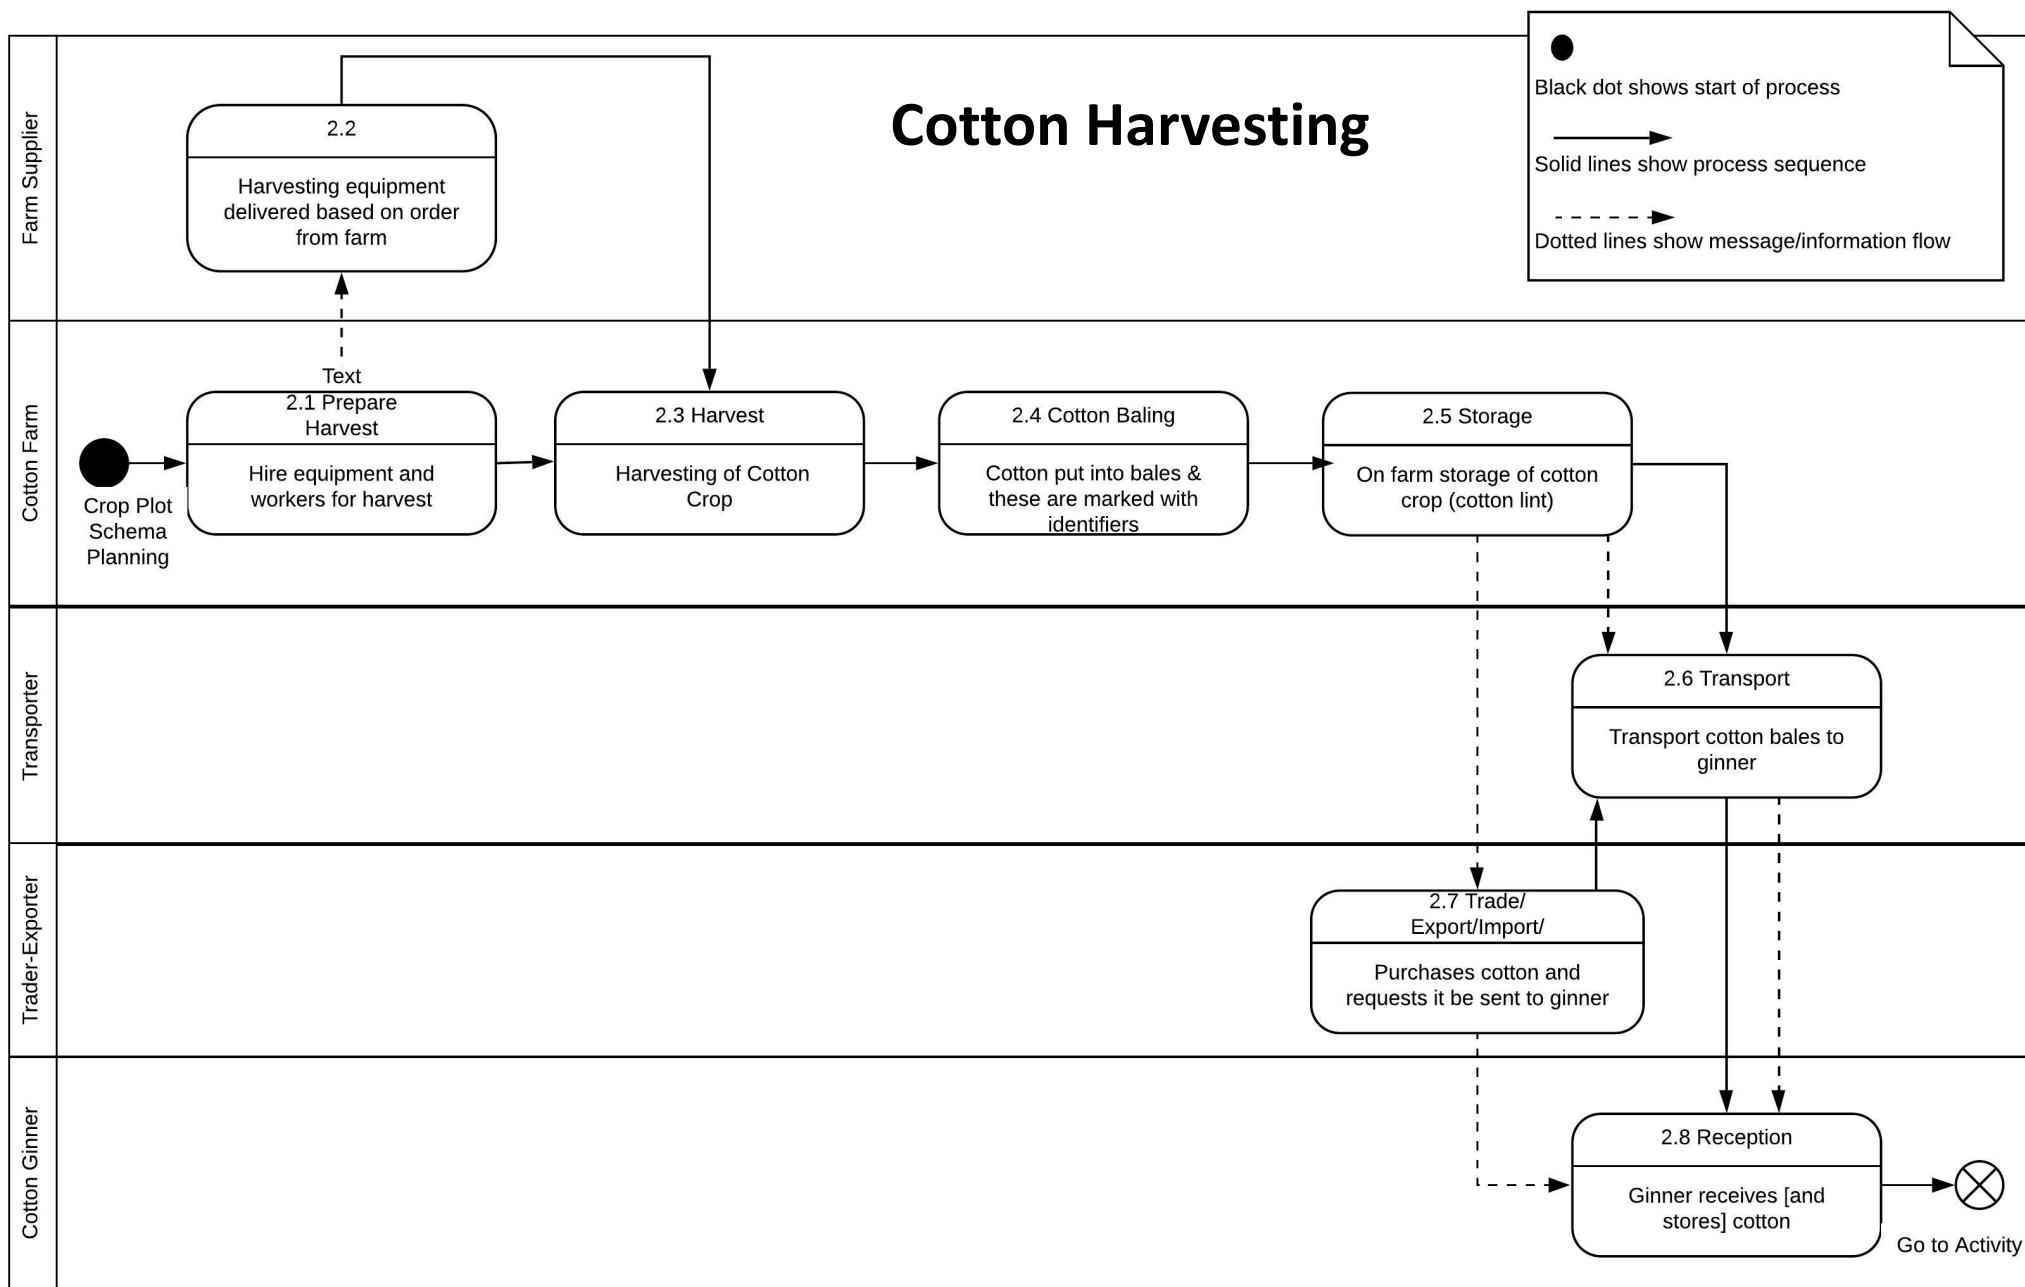 Cotton Harvesting
Black dot shows start of process
Solid lines show process sequence
Dotted lines show message/information flow
Farm Supplier
2.2
Harvesting equipment
delivered based on order
from farm
Cotton Farm
Crop Plot
Schema
Planning
Text
2.1 Prepare
Harvest
Hire equipment and
workers for harvest
2.3 Harvest
Harvesting of Cotton
Crop
2.4 Cotton Baling
Cotton put into bales &
these are marked with
identifiers
2.5 Storage
On farm storage of cotton
crop (cotton lint)
Transporter
2.6 Transport
Transport cotton bales to
ginner
Trader-Exporter
2.7 Trade/
Export/Import/
Purchases cotton and
requests it be sent to ginner
Cotton Ginner
2.8 Reception
Ginner receives [and
stores] cotton
Go to Activity